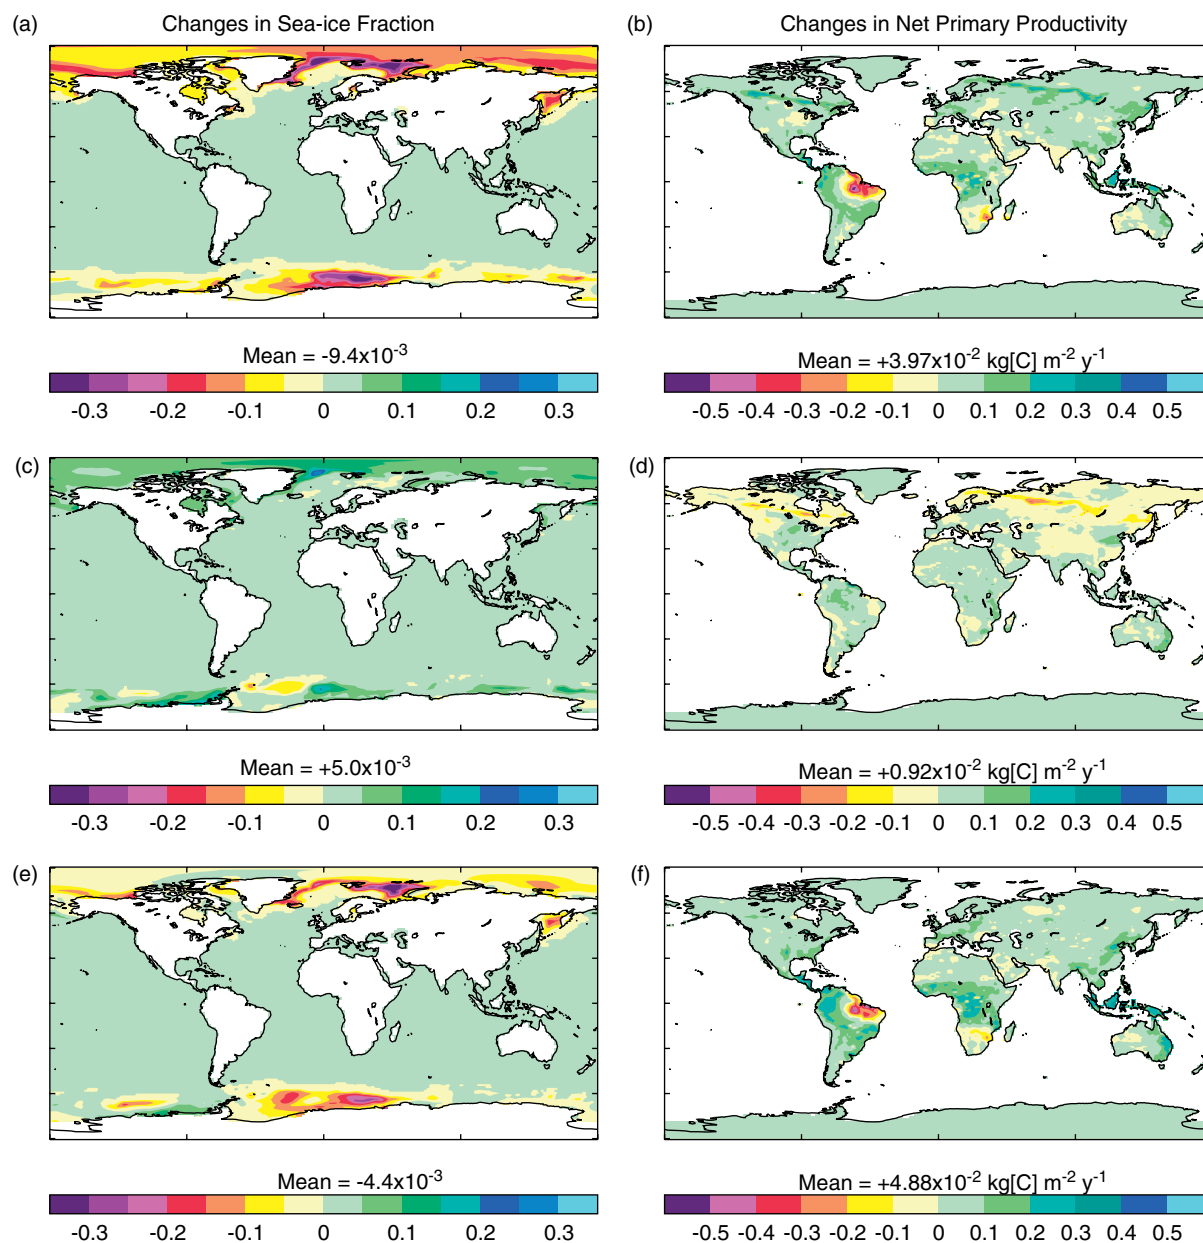 (a) Changes in Sea-ice Fraction
(b) Changes in Net Primary Productivity
Mean = -9.4x10⁻³
-0.3 -0.2 -0.1 0 0.1 0.2 0.3
Mean = +3.97x10⁻² kg[C] m⁻² y⁻¹
-0.5 -0.4 -0.3 -0.2 -0.1 0 0.1 0.2 0.3 0.4 0.5
(c)
(d)
Mean = +5.0x10⁻³
-0.3 -0.2 -0.1 0 0.1 0.2 0.3
Mean = +0.92x10⁻² kg[C] m⁻² y⁻¹
-0.5 -0.4 -0.3 -0.2 -0.1 0 0.1 0.2 0.3 0.4 0.5
(e)
(f)
Mean = -4.4x10⁻³
-0.3 -0.2 -0.1 0 0.1 0.2 0.3
Mean = +4.88x10⁻² kg[C] m⁻² y⁻¹
-0.5 -0.4 -0.3 -0.2 -0.1 0 0.1 0.2 0.3 0.4 0.5